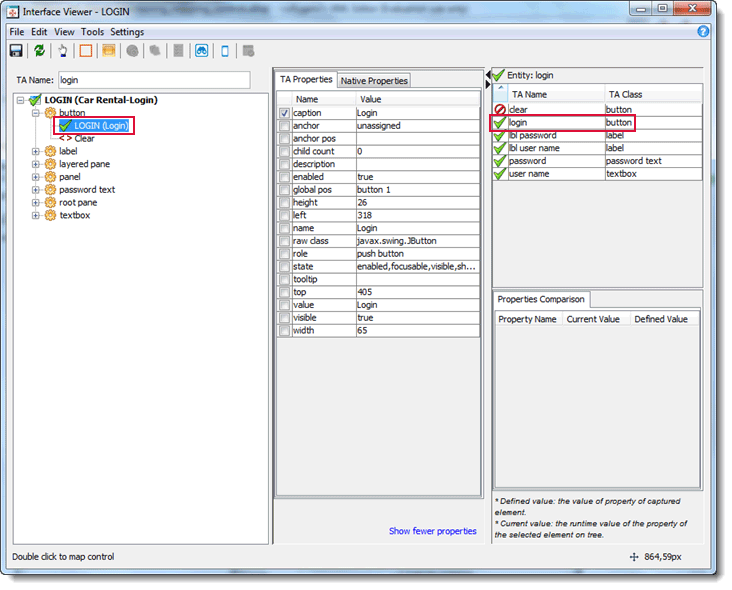 Interface Viewer - LOGIN
File Edit View Tools Settings
TA Name: login
LOGIN (Car Rental-Login)
button
LOGIN (Login)
< > Clear
label
layered pane
panel
password text
root pane
textbox
TA Properties Native Properties
Name Value
caption Login
anchor unassigned
anchor pos
child count 0
description
enabled true
global pos button 1
height 26
left 318
name Login
raw class javax.swing.JButton
role push button
state enabled,focusable,visible,sh...
tooltip
top 405
value Login
visible true
width 65
Show fewer properties
Entity: login
TA Name TA Class
clear button
login button
lbl password label
lbl user name label
password password text
user name textbox
Properties Comparison
Property Name Current Value Defined Value
* Defined value: the value of property of captured
element.
* Current value: the runtime value of the property of
the selected element on tree.
Double click to map control
864,59px